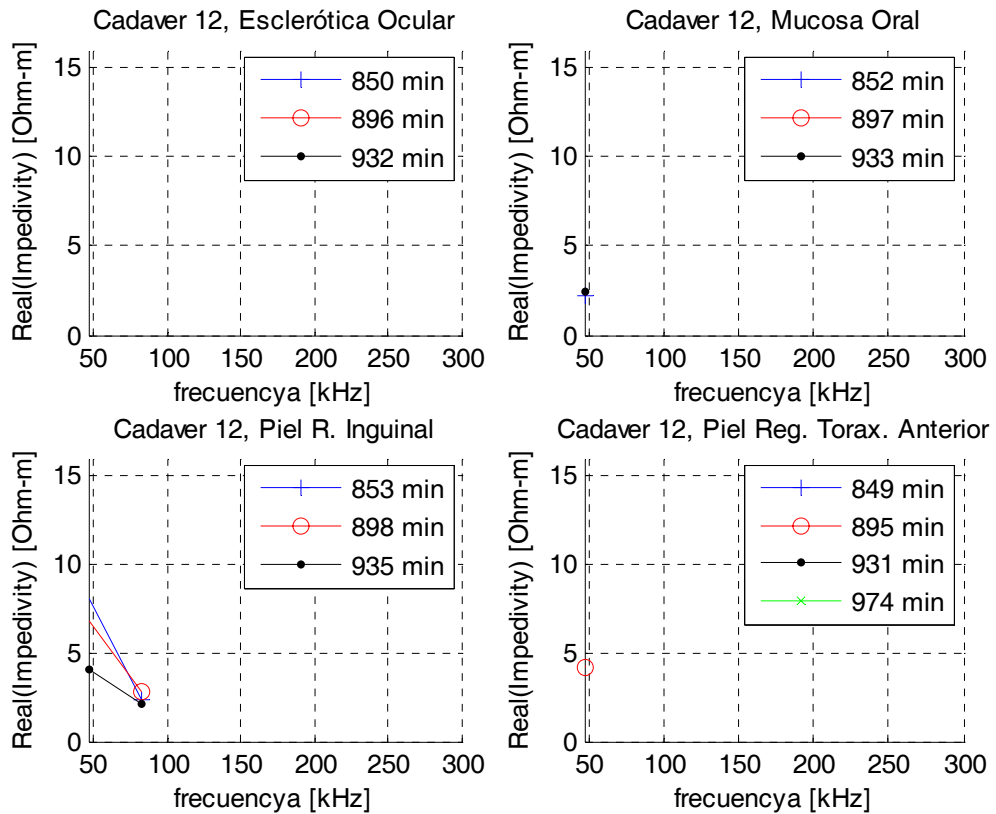 Cadaver 12, Esclerótica Ocular
Real(Impedivity) [Ohm-m]
15
10
5
0
850 min
896 min
932 min
50 100 150 200 250 300
frecuencya [kHz]
Cadaver 12, Mucosa Oral
Real(Impedivity) [Ohm-m]
15
10
5
0
852 min
897 min
933 min
50 100 150 200 250 300
frecuencya [kHz]
Cadaver 12, Piel R. Inguinal
Real(Impedivity) [Ohm-m]
15
10
5
0
853 min
898 min
935 min
50 100 150 200 250 300
frecuencya [kHz]
Cadaver 12, Piel Reg. Torax. Anterior
Real(Impedivity) [Ohm-m]
15
10
5
0
849 min
895 min
931 min
974 min
50 100 150 200 250 300
frecuencya [kHz]